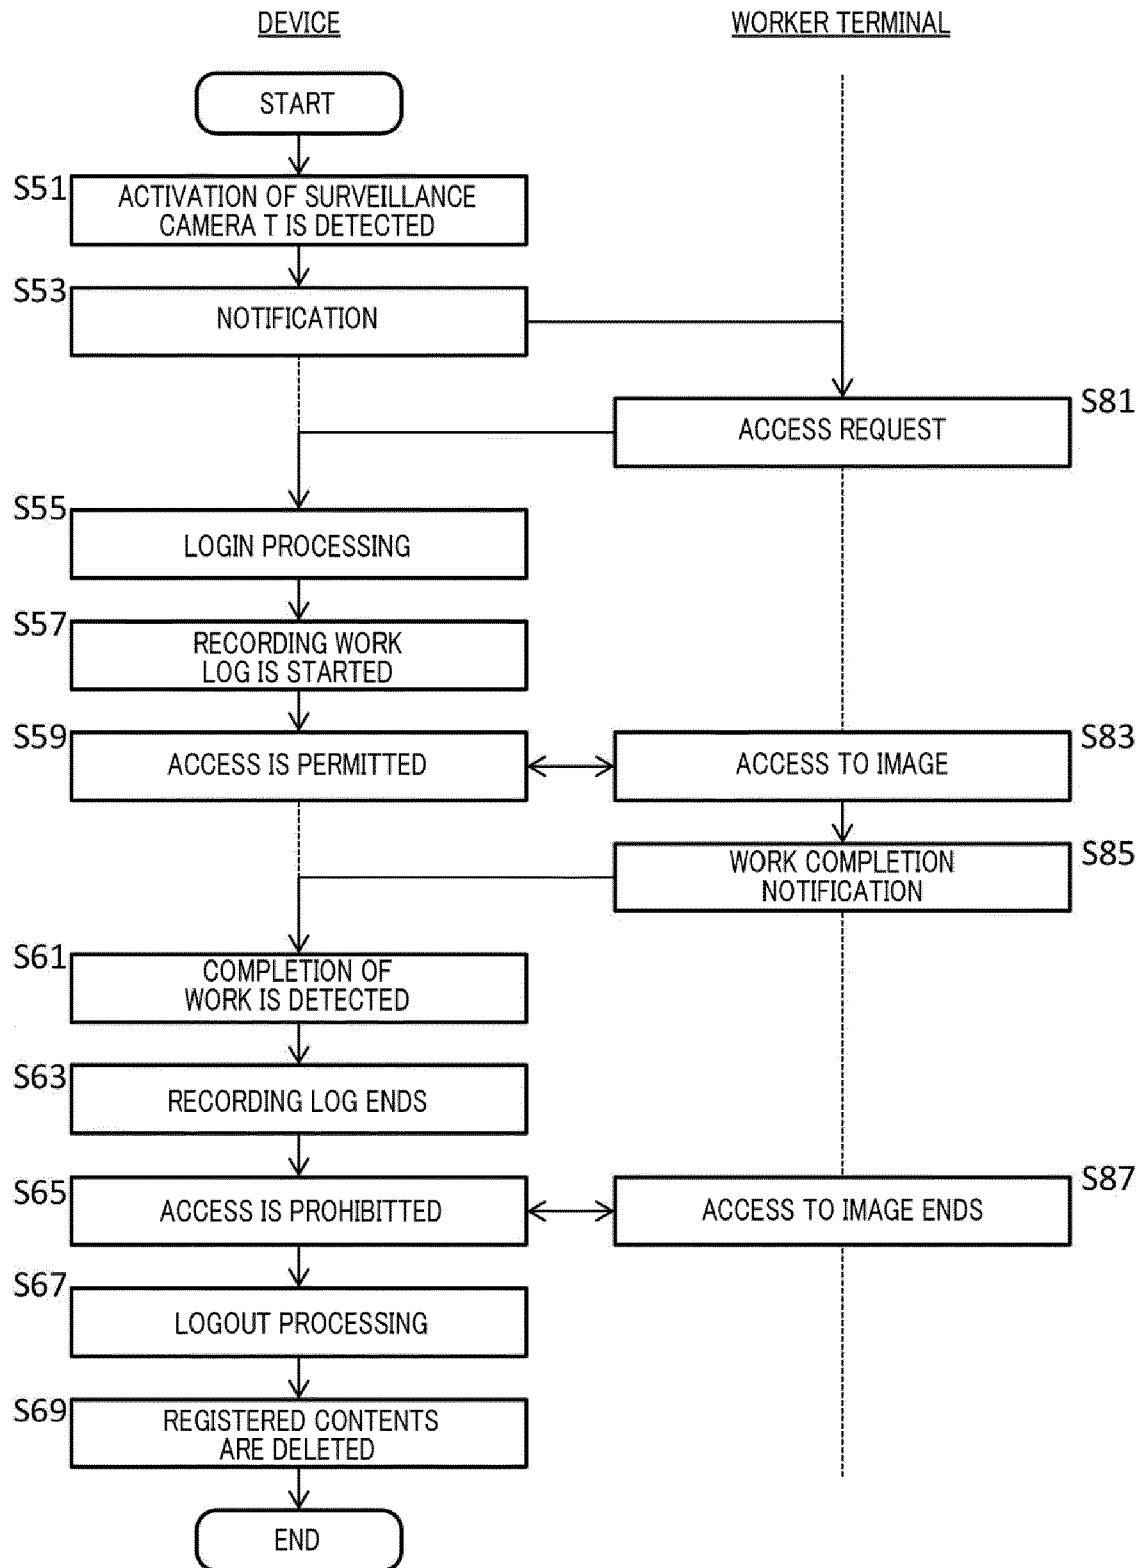 DEVICE
WORKER TERMINAL
START
S51
ACTIVATION OF SURVEILLANCE
CAMERA T IS DETECTED
S53
NOTIFICATION
S81
ACCESS REQUEST
S55
LOGIN PROCESSING
S57
RECORDING WORK
LOG IS STARTED
S59
ACCESS IS PERMITTED
S83
ACCESS TO IMAGE
S85
WORK COMPLETION
NOTIFICATION
S61
COMPLETION OF
WORK IS DETECTED
S63
RECORDING LOG ENDS
S65
ACCESS IS PROHIBITTED
S87
ACCESS TO IMAGE ENDS
S67
LOGOUT PROCESSING
S69
REGISTERED CONTENTS
ARE DELETED
END